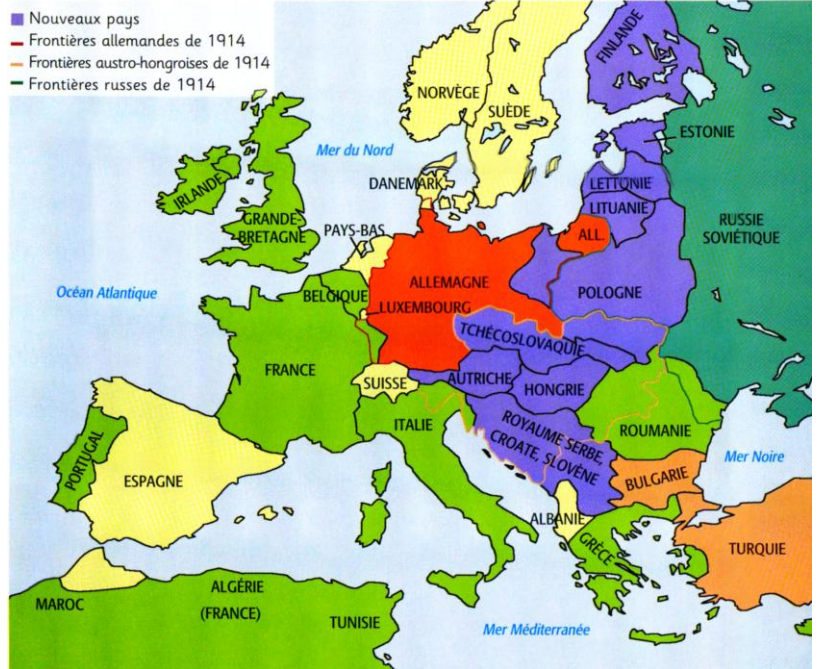 Nouveaux pays
Frontières allemandes de 1914
Frontières austro-hongroises de 1914
Frontières russes de 1914
FINLANDE
NORVÈGE
SUÈDE
ESTONIE
Mer du Nord
DANEMARK
LETTONIE
LITUANIE
IRLANDE
GRANDE-
BRETAGNE
PAYS-BAS
ALL.
RUSSIE
SOVIÉTIQUE
Océan Atlantique
BELGIQUE
ALLEMAGNE
POLOGNE
LUXEMBOURG
TCHÉCOSLOVAQUIE
FRANCE
SUISSE
AUTRICHE
HONGRIE
ITALIE
ROUMANIE
ROYAUME SERBE,
CROATE, SLOVÈNE
PORTUGAL
ESPAGNE
Mer Noire
BULGARIE
ALBANIE
GRÈCE
TURQUIE
MAROC
ALGÉRIE
(FRANCE)
TUNISIE
Mer Méditerranée